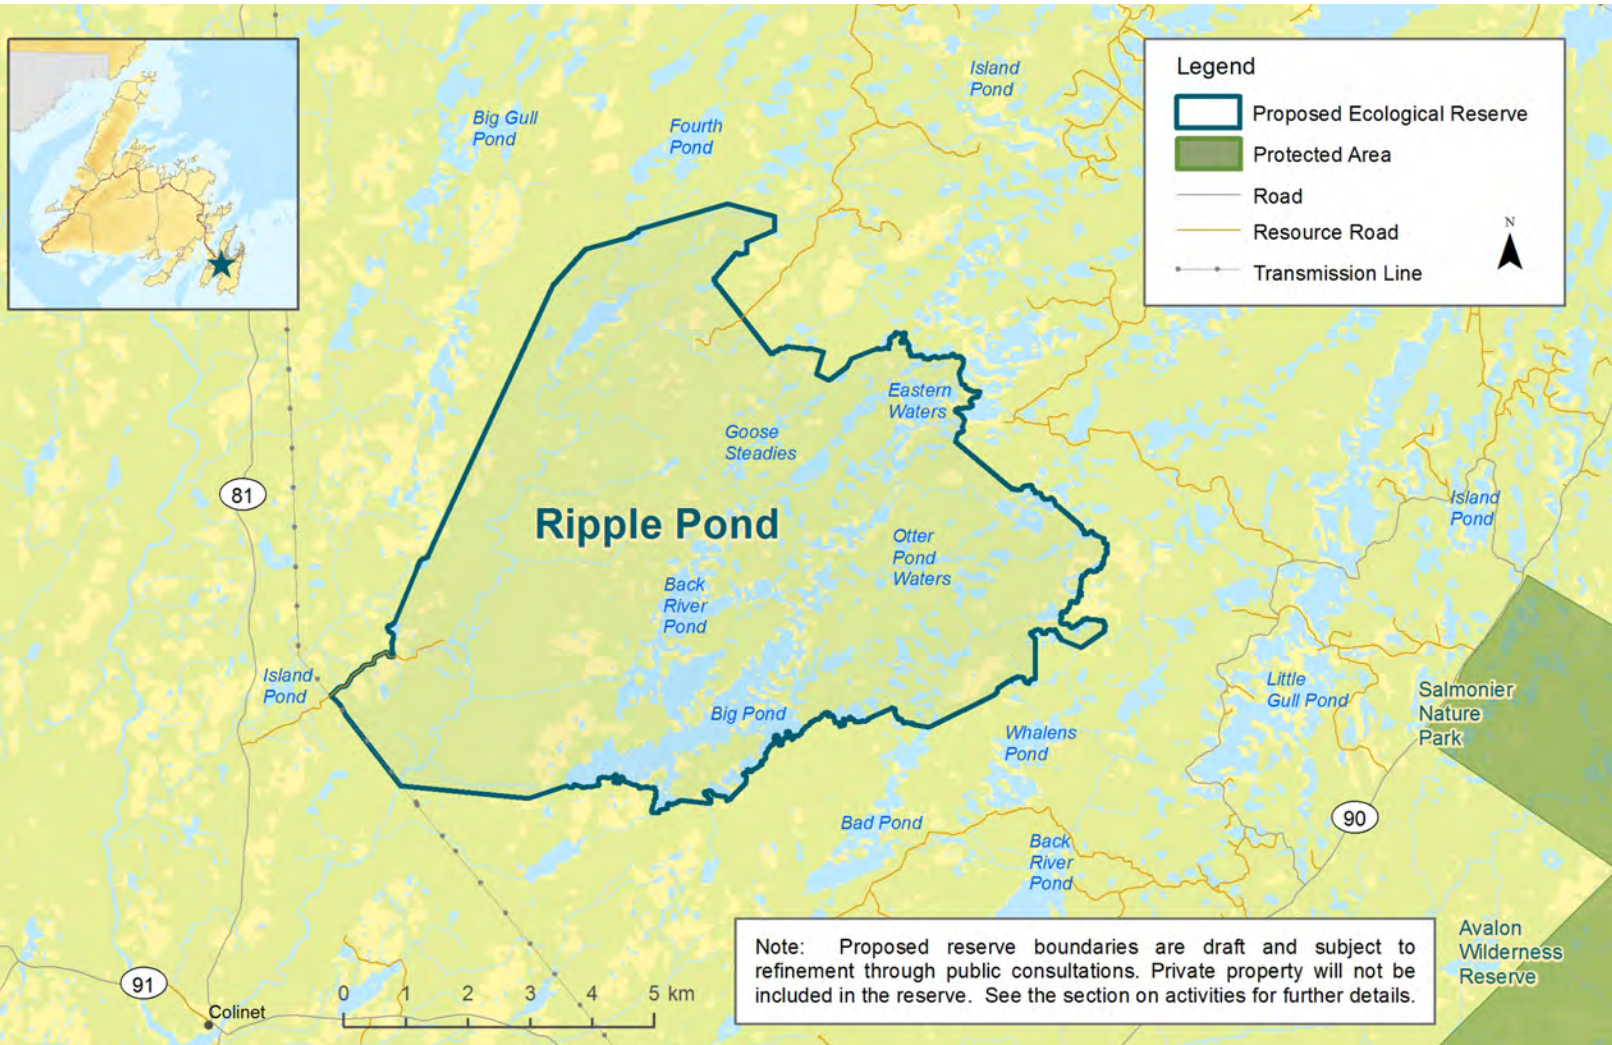 Island
Pond
Big Gull
Pond
Fourth
Pond
Legend
Proposed Ecological Reserve
Protected Area
Road
Resource Road
Transmission Line
N
Eastern
Waters
Goose
Steadies
81
Ripple Pond
Otter
Pond
Waters
Back
River
Pond
Island
Pond
Island
Pond
Big Pond
Little
Gull Pond
Salmonier
Nature
Park
Whalens
Pond
Bad Pond
90
Back
River
Pond
Avalon
Wilderness
Reserve
Note: Proposed reserve boundaries are draft and subject to
refinement through public consultations. Private property will not be
included in the reserve. See the section on activities for further details.
91
Colinet
0 1 2 3 4 5 km